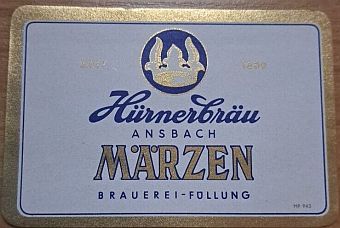 Hürnerbräu
ANSBACH
MÄRZEN
BRAUEREI-FÜLLUNG